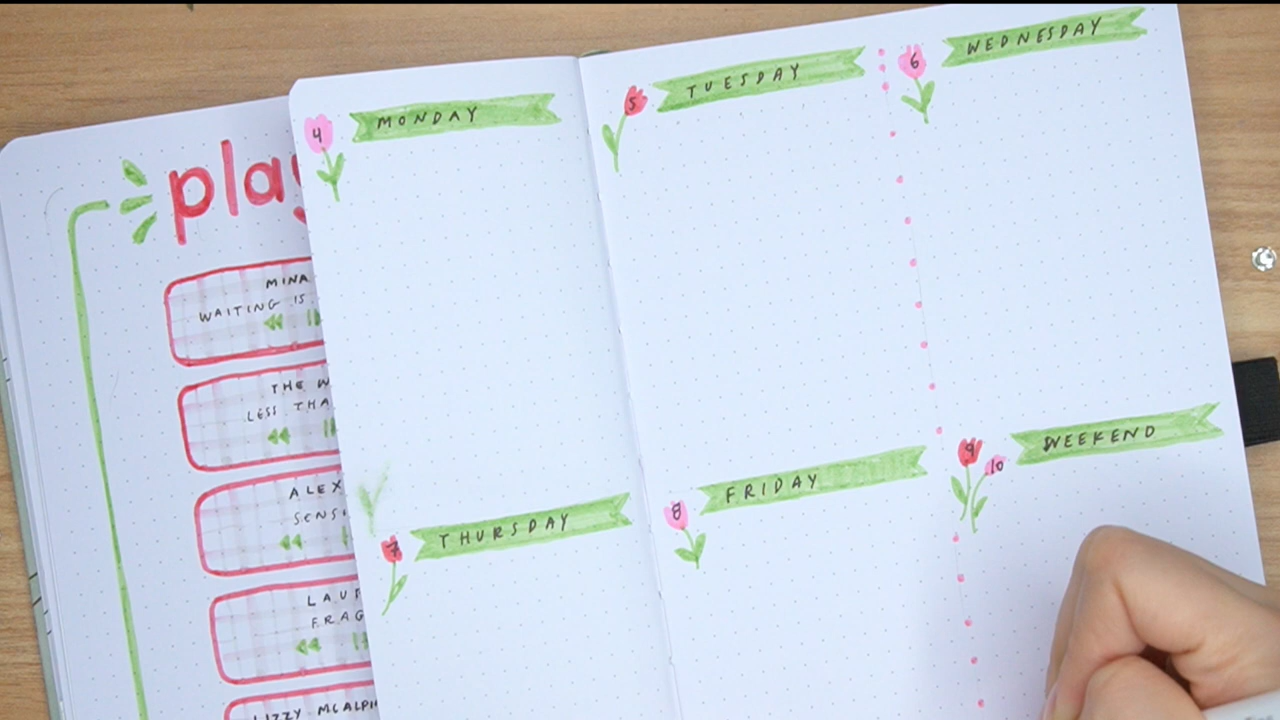 play
MINA
WAITING IS
THE W
LESS THA
ALEX
SENS
LAUF
FRAG
LIZZY MCALPI
4 MONDAY
5 TUESDAY
6 WEDNESDAY
7 THURSDAY
8 FRIDAY
9 10 WEEKEND